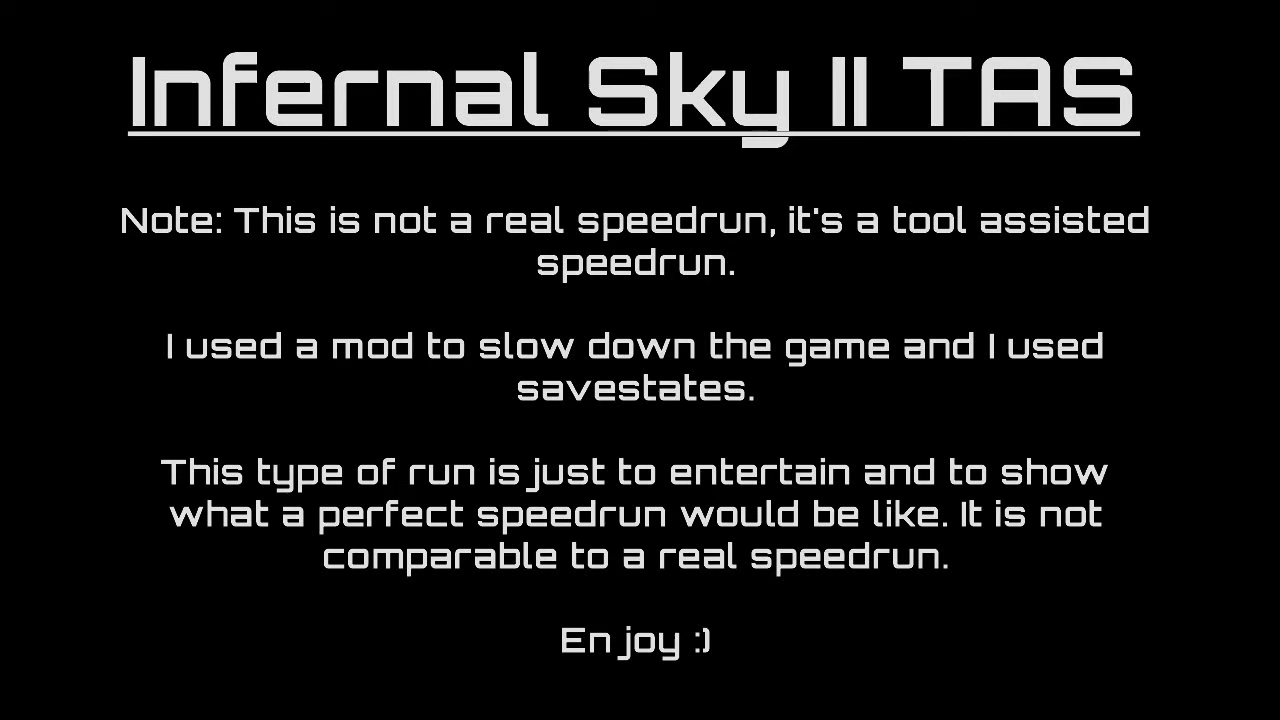 Infernal Sky II TAS
Note: This is not a real speedrun, it's a tool assisted
speedrun.
I used a mod to slow down the game and I used
savestates.
This type of run is just to entertain and to show
what a perfect speedrun would be like. It is not
comparable to a real speedrun.
Enjoy :)